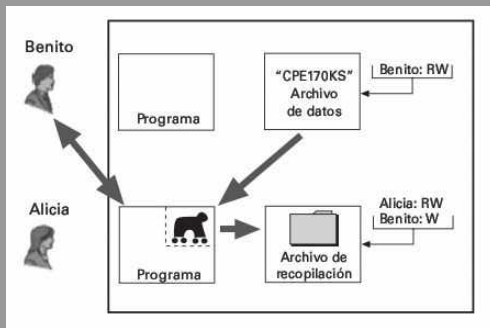 Benito
Programa
“CPE170KS”
Archivo
de datos
Benito: RW
Alicia
Programa
Archivo de
recopilación
Alicia: RW
Benito: W